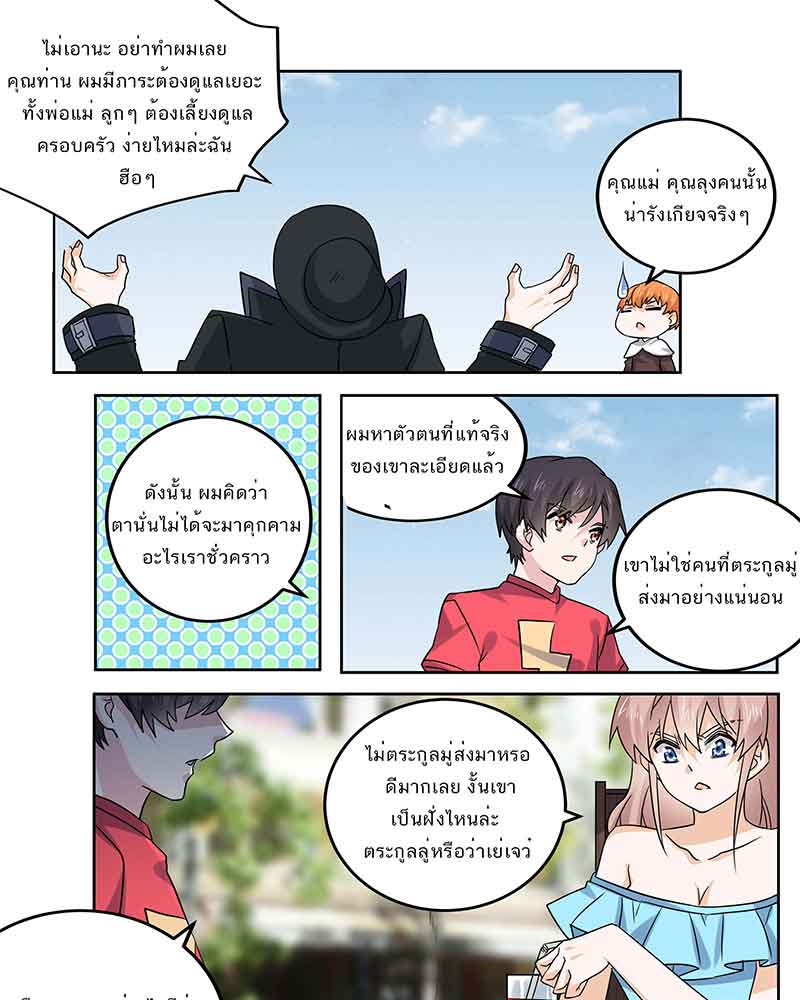 ไม่เอานะ อย่าทำผมเลย
คุณท่าน ผมมีภาระต้องดูแลเยอะ
ทั้งพ่อแม่ ลูกๆ ต้องเลี้ยงดูแล
ครอบครัว ง่ายไหมล่ะฉัน
ฮือๆ
คุณแม่ คุณลุงคนนั้น
น่ารังเกียจจริงๆ
ดังนั้น ผมคิดว่า
ตานั่นไม่ได้จะมาคุกคาม
อะไรเราชั่วคราว
ผมหาตัวตนที่แท้จริง
ของเขาละเอียดแล้ว
เขาไม่ใช่คนที่ตระกูลมู่
ส่งมาอย่างแน่นอน
ไม่ตระกูลมู่ส่งมาหรอ
ดีมากเลย งั้นเขา
เป็นฝั่งไหนล่ะ
ตระกูลลู่หรือว่าเย่เจว๋